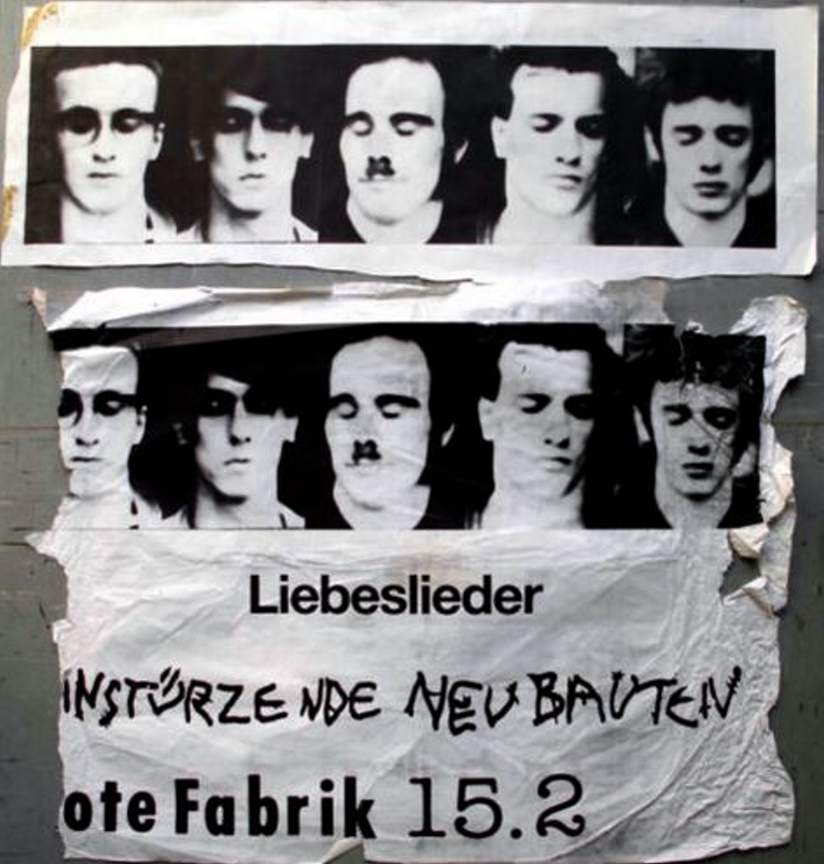 Liebeslieder
INSTÜRZENDE NEUBAUTEN
ote Fabrik 15.2